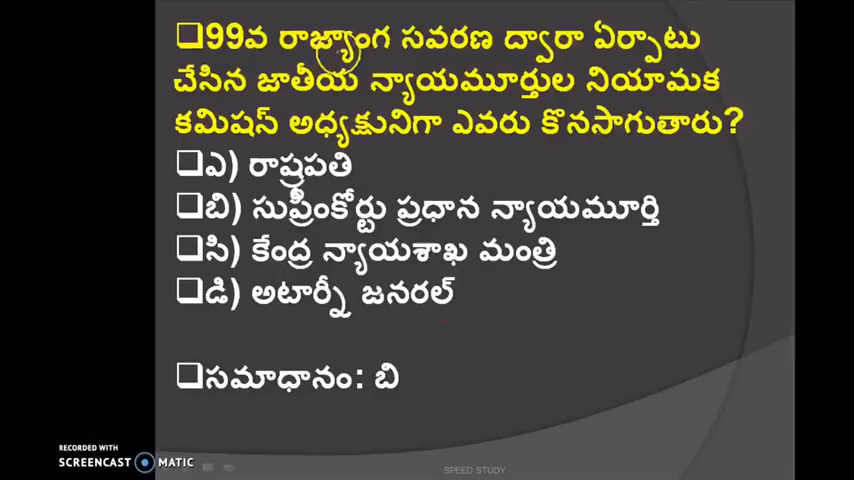 ❑99వ రాజ్యాంగ సవరణ ద్వారా ఏర్పాటు
చేసిన జాతీయ న్యాయమూర్తుల నియామక
కమిషన్ అధ్యక్షునిగా ఎవరు కొనసాగుతారు?
❑ఎ) రాష్ట్రపతి
❑బి) సుప్రీంకోర్టు ప్రధాన న్యాయమూర్తి
❑సి) కేంద్ర న్యాయశాఖ మంత్రి
❑డి) అటార్నీ జనరల్
❑సమాధానం: బి
RECORDED WITH
SCREENCAST MATIC
SPEED STUDY